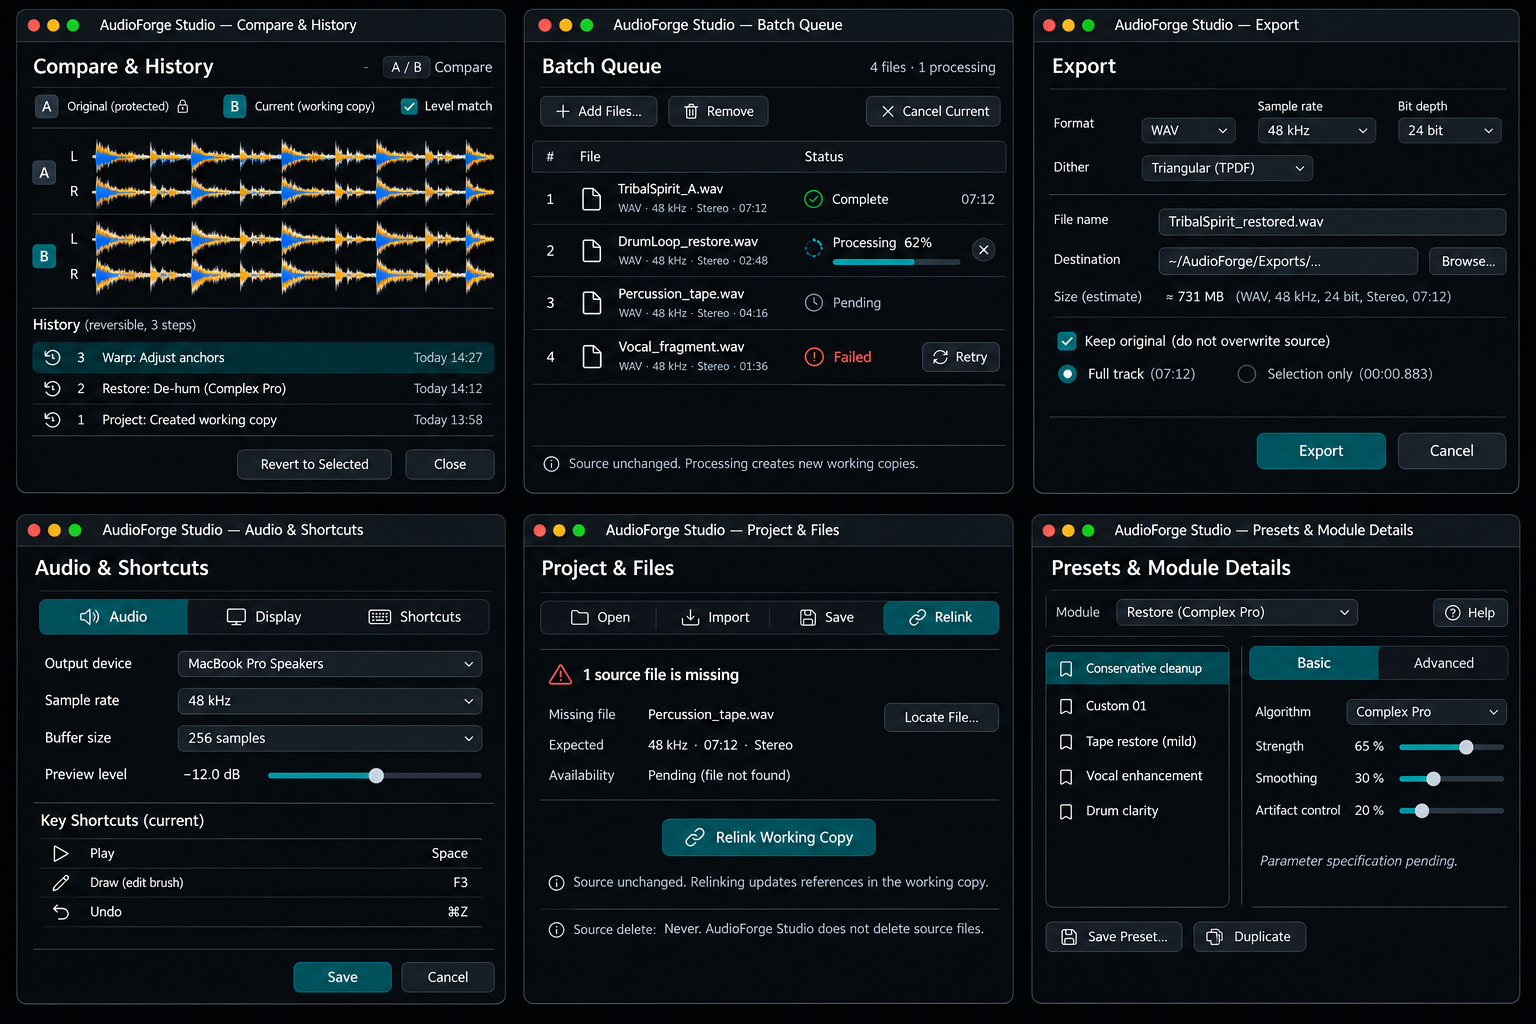 AudioForge Studio — Compare & History
Compare & History
- A / B Compare
A Original (protected) B Current (working copy) Level match
A
L
R
B
L
R
History (reversible, 3 steps)
3 Warp: Adjust anchors Today 14:27
2 Restore: De-hum (Complex Pro) Today 14:12
1 Project: Created working copy Today 13:58
Revert to Selected Close
AudioForge Studio — Batch Queue
Batch Queue 4 files · 1 processing
Add Files... Remove Cancel Current
# File Status
1 TribalSpirit_A.wav Complete 07:12
WAV · 48 kHz · Stereo · 07:12
2 DrumLoop_restore.wav Processing 62%
WAV · 48 kHz · Stereo · 02:48
3 Percussion_tape.wav Pending
WAV · 48 kHz · Stereo · 04:16
4 Vocal_fragment.wav Failed Retry
WAV · 48 kHz · Stereo · 01:36
Source unchanged. Processing creates new working copies.
AudioForge Studio — Export
Export
Sample rate Bit depth
Format WAV 48 kHz 24 bit
Dither Triangular (TPDF)
File name TribalSpirit_restored.wav
Destination ~/AudioForge/Exports/... Browse...
Size (estimate) ≈ 731 MB (WAV, 48 kHz, 24 bit, Stereo, 07:12)
Keep original (do not overwrite source)
Full track (07:12) Selection only (00:00.883)
Export Cancel
AudioForge Studio — Audio & Shortcuts
Audio & Shortcuts
Audio Display Shortcuts
Output device MacBook Pro Speakers
Sample rate 48 kHz
Buffer size 256 samples
Preview level −12.0 dB
Key Shortcuts (current)
Play Space
Draw (edit brush) F3
Undo ⌘Z
Save Cancel
AudioForge Studio — Project & Files
Project & Files
Open Import Save Relink
1 source file is missing
Missing file Percussion_tape.wav Locate File...
Expected 48 kHz · 07:12 · Stereo
Availability Pending (file not found)
Relink Working Copy
Source unchanged. Relinking updates references in the working copy.
Source delete: Never. AudioForge Studio does not delete source files.
AudioForge Studio — Presets & Module Details
Presets & Module Details
Module Restore (Complex Pro) Help
Conservative cleanup
Custom 01
Tape restore (mild)
Vocal enhancement
Drum clarity
Basic Advanced
Algorithm Complex Pro
Strength 65 %
Smoothing 30 %
Artifact control 20 %
Parameter specification pending.
Save Preset... Duplicate